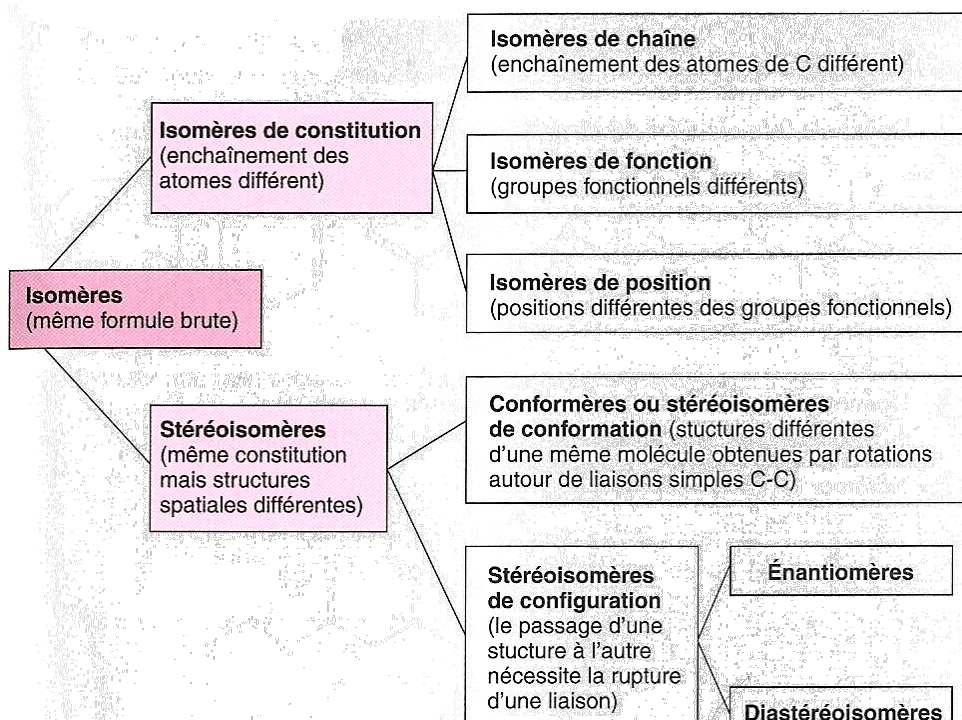 Isomères de chaîne
(enchaînement des atomes de C différent)
Isomères de constitution
(enchaînement des
atomes différent)
Isomères de fonction
(groupes fonctionnels différents)
Isomères de position
(positions différentes des groupes fonctionnels)
Isomères
(même formule brute)
Stéréoisomères
(même constitution
mais structures
spatiales différentes)
Conformères ou stéréoisomères
de conformation (stuctures différentes
d'une même molécule obtenues par rotations
autour de liaisons simples C-C)
Stéréoisomères
de configuration
(le passage d'une
stucture à l'autre
nécessite la rupture
d'une liaison)
Énantiomères
Diastéréoisomères